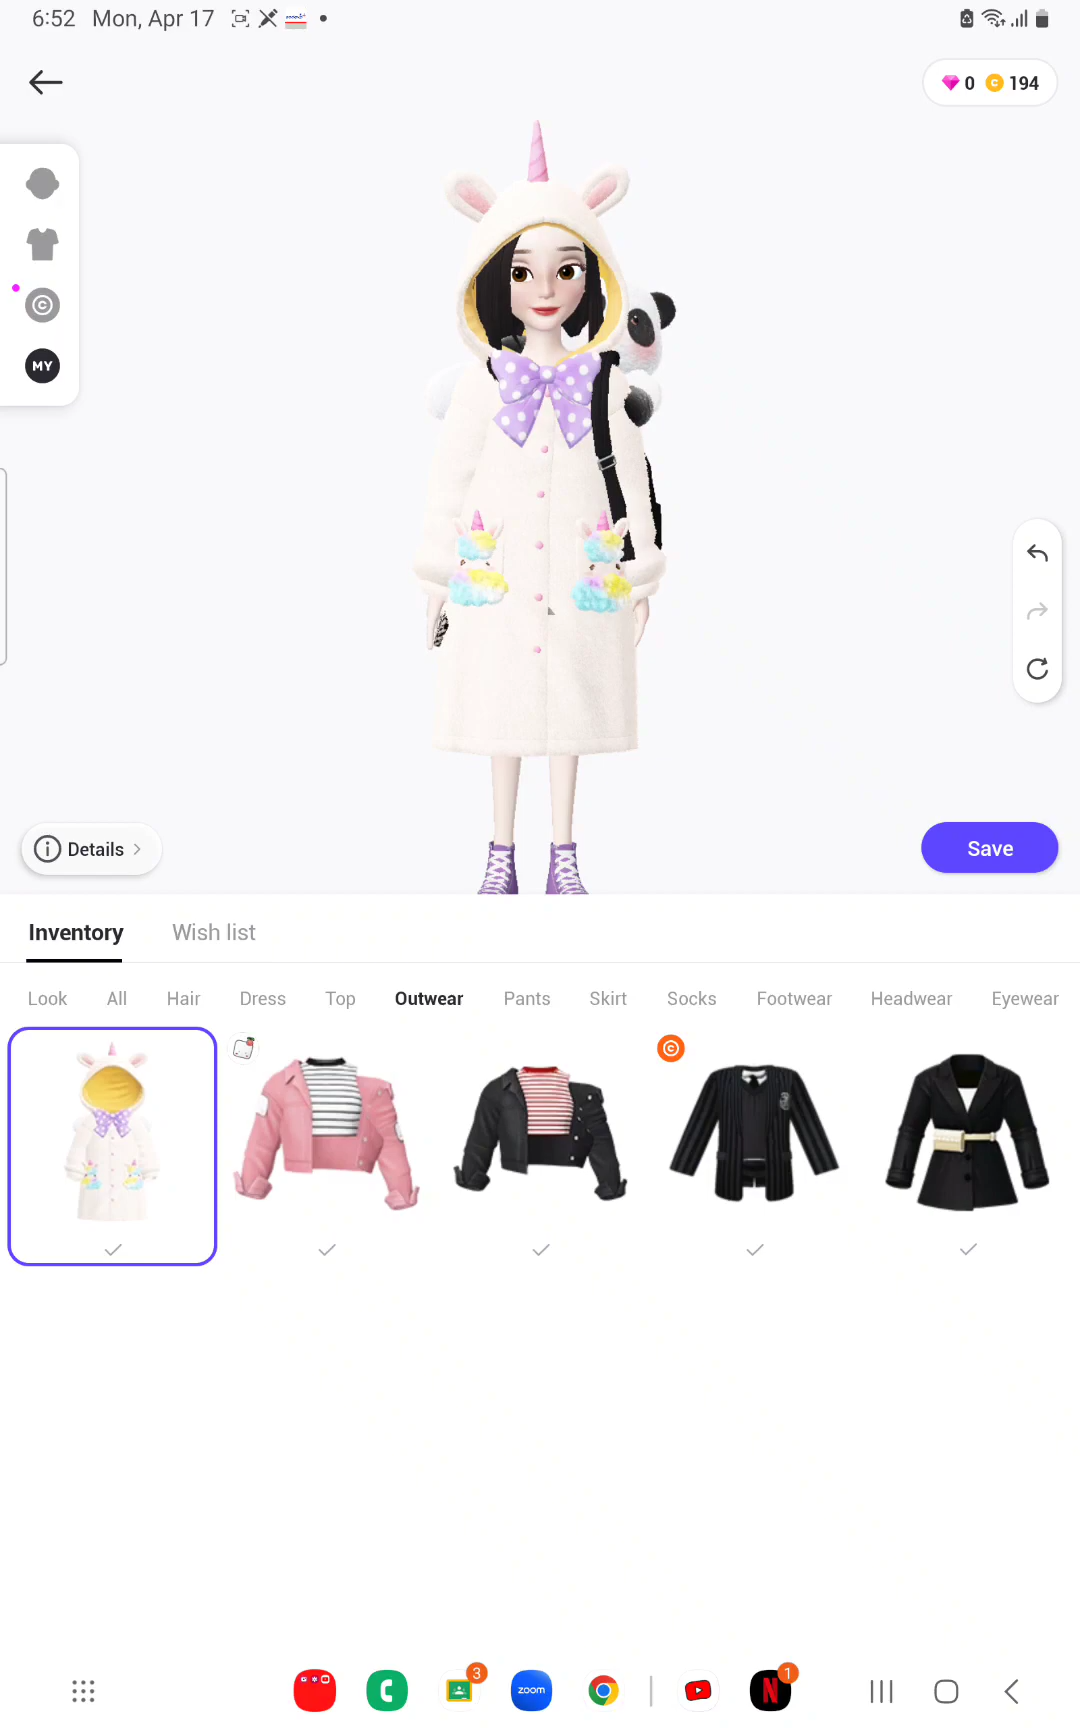 6:52 Mon, Apr 17
0 C 194
C
MY
Details
Save
Inventory Wish list
Look All Hair Dress Top Outwear Pants Skirt Socks Footwear Headwear Eyewear
C
3
zoom
N 1